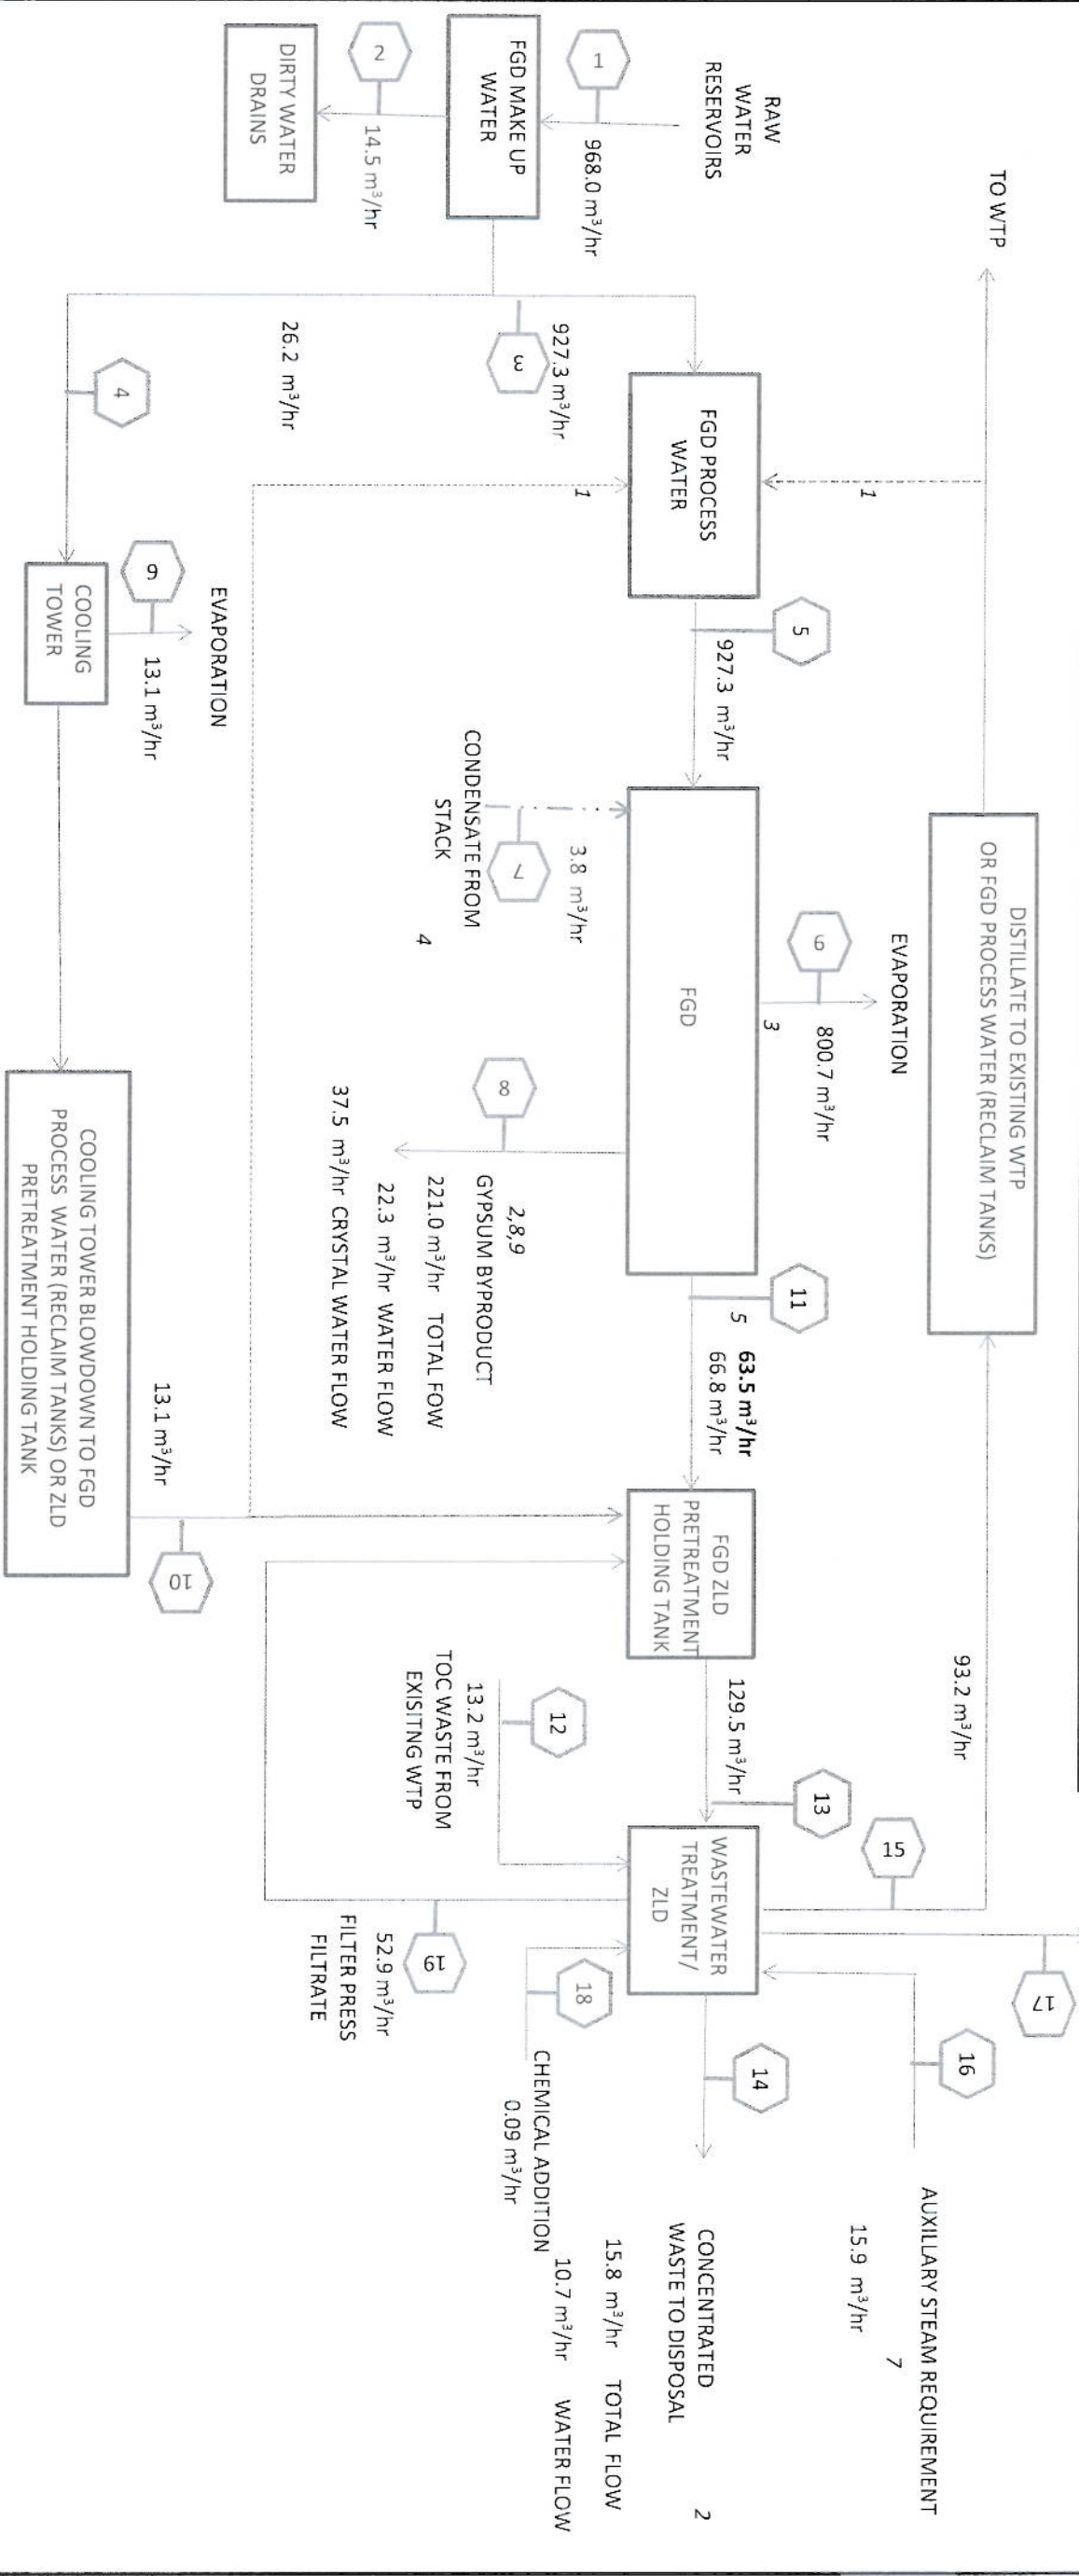 TO WTP
RAW
WATER
RESERVOIRS
1
968.0 m³/hr
FGD MAKE UP
WATER
2
14.5 m³/hr
DIRTY WATER
DRAINS
3
927.3 m³/hr
26.2 m³/hr
4
FGD PROCESS
WATER
1
1
5
927.3 m³/hr
EVAPORATION
9
13.1 m³/hr
COOLING
TOWER
DISTILLATE TO EXISTING WTP
OR FGD PROCESS WATER (RECLAIM TANKS)
EVAPORATION
6
800.7 m³/hr
3
FGD
3.8 m³/hr
7
CONDENSATE FROM
STACK
4
8
2,8,9
GYPSUM BYPRODUCT
221.0 m³/hr TOTAL FOW
22.3 m³/hr WATER FLOW
37.5 m³/hr CRYSTAL WATER FLOW
11
5
63.5 m³/hr
66.8 m³/hr
COOLING TOWER BLOWDOWN TO FGD
PROCESS WATER (RECLAIM TANKS) OR ZLD
PRETREATMENT HOLDING TANK
13.1 m³/hr
10
FGD ZLD
PRETREATMENT
HOLDING TANK
93.2 m³/hr
129.5 m³/hr
13
12
13.2 m³/hr
TOC WASTE FROM
EXISITNG WTP
15
WASTEWATER
TREATMENT/
ZLD
17
16
AUXILLARY STEAM REQUIREMENT
15.9 m³/hr
7
14
CONCENTRATED
WASTE TO DISPOSAL
2
15.8 m³/hr TOTAL FLOW
10.7 m³/hr WATER FLOW
18
CHEMICAL ADDITION
0.09 m³/hr
19
52.9 m³/hr
FILTER PRESS
FILTRATE